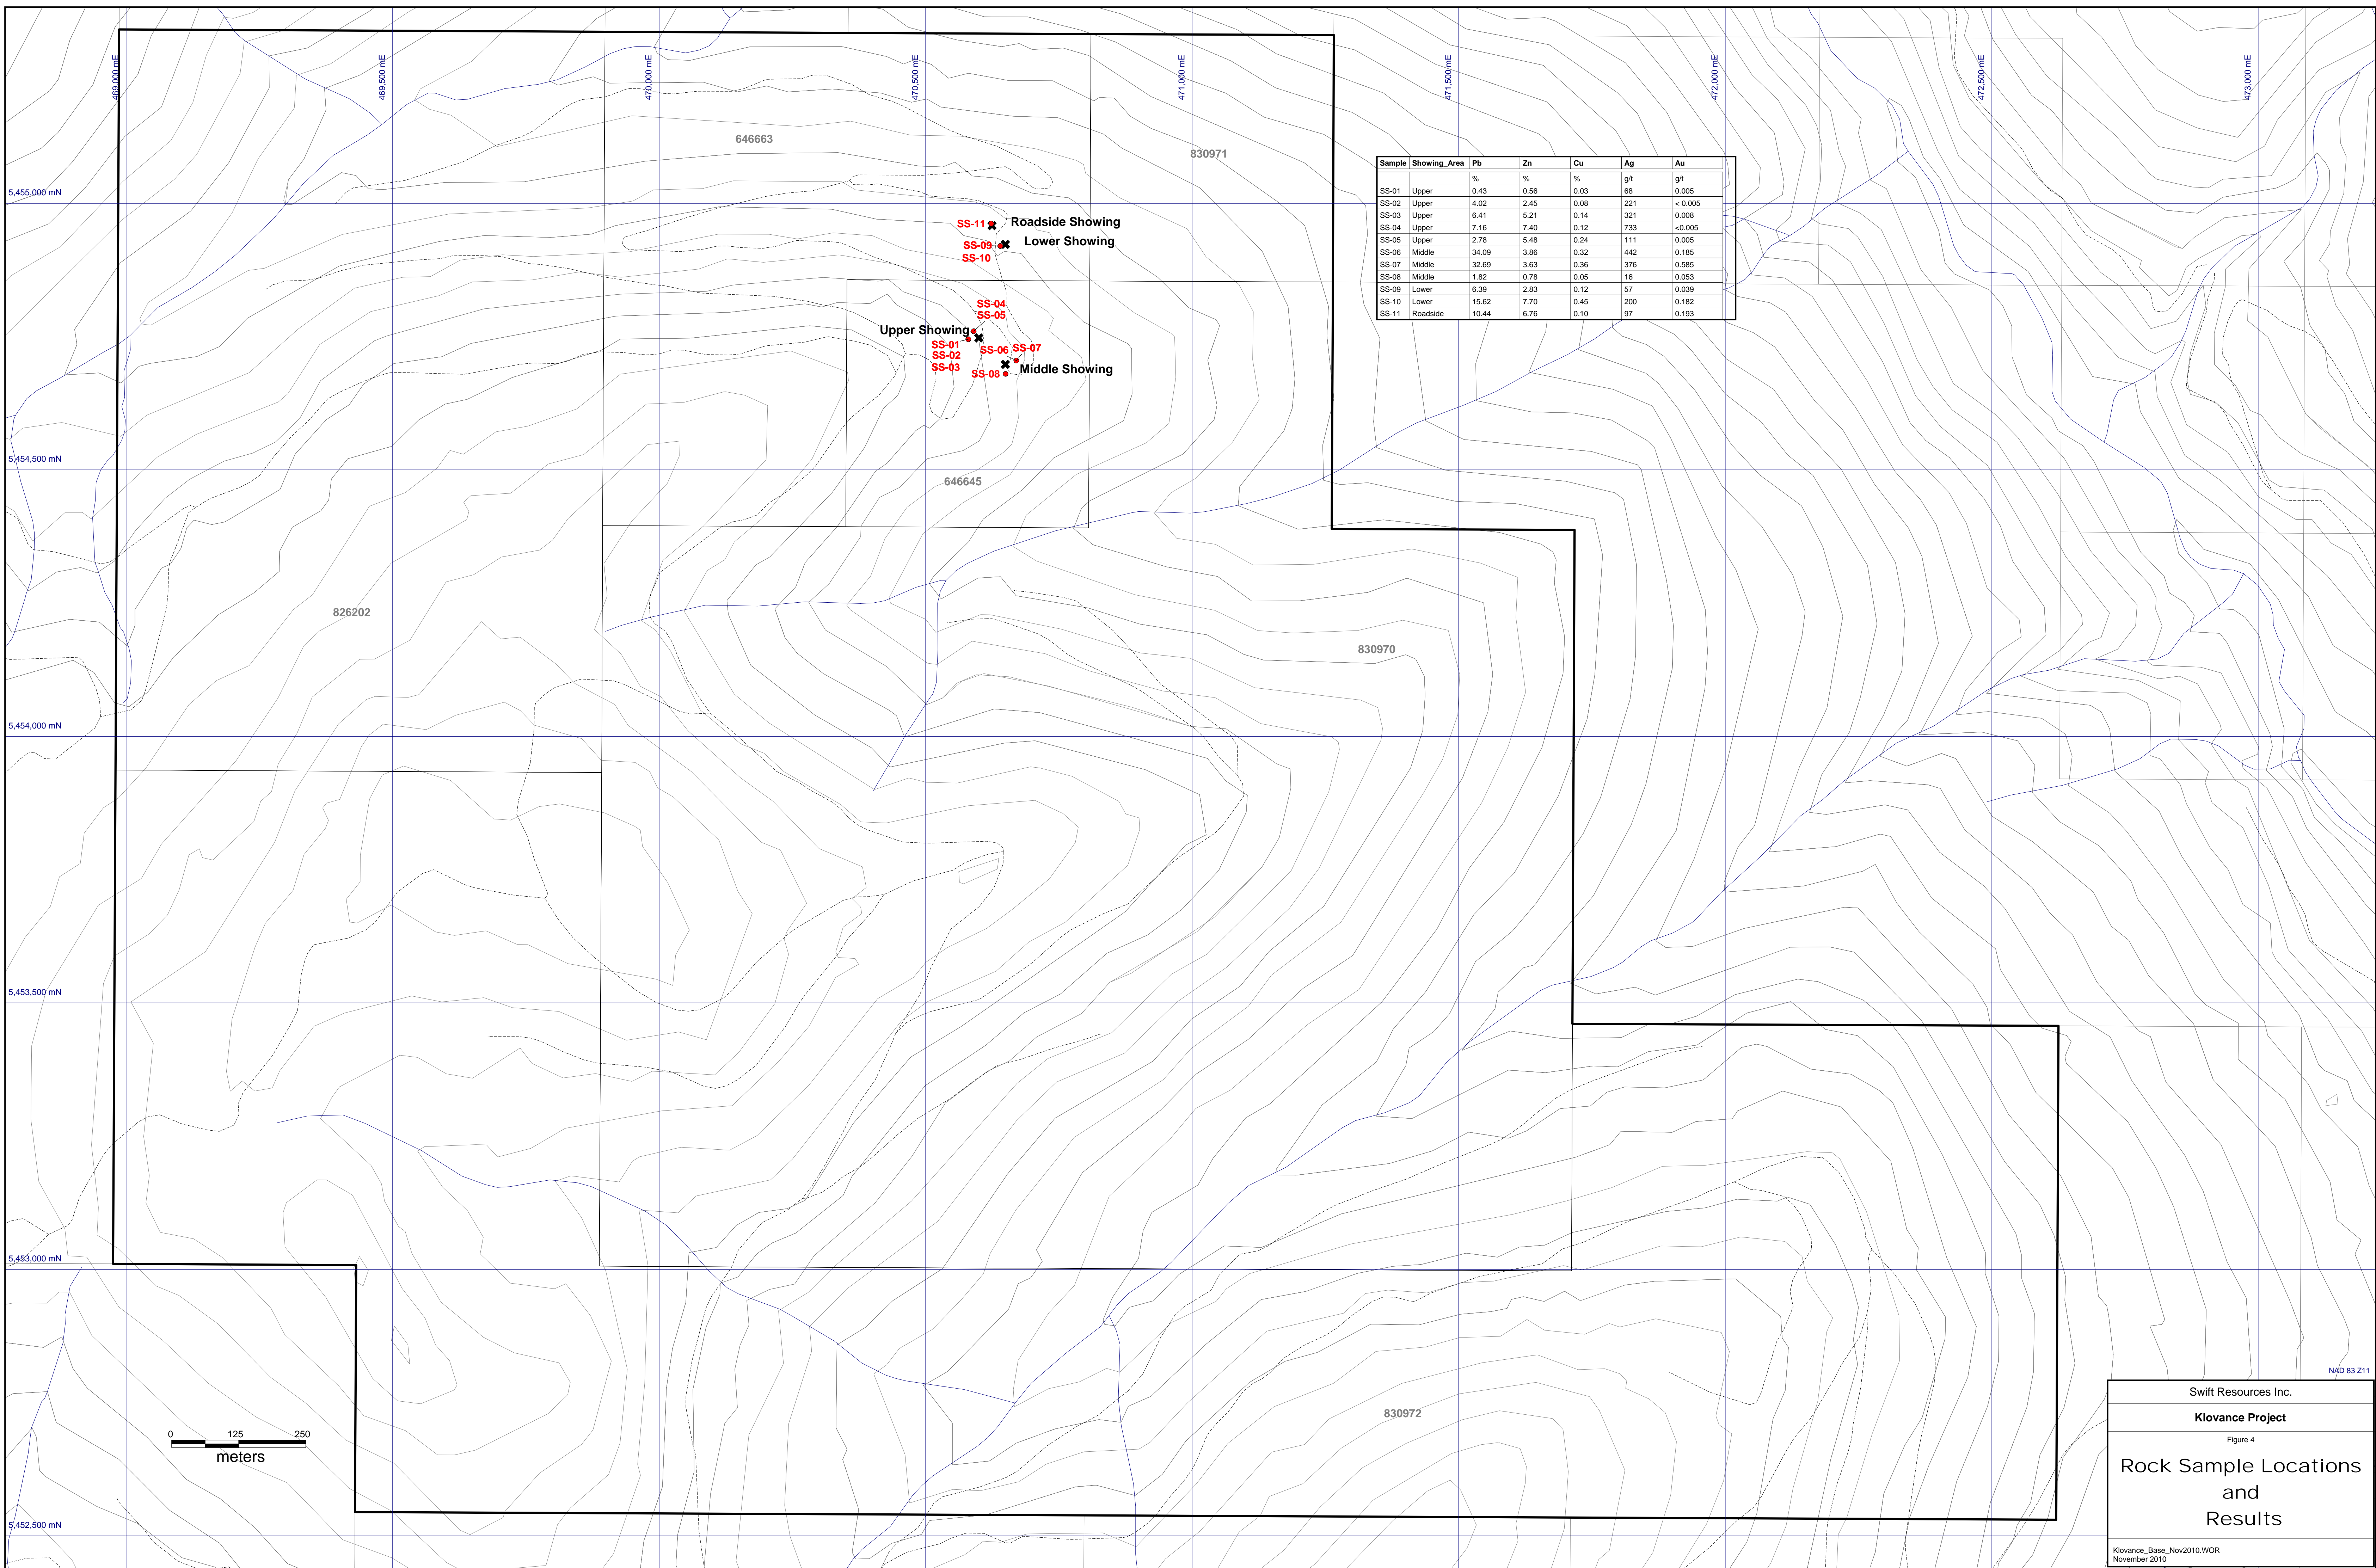 469,000 mE
469,500 mE
470,000 mE
470,500 mE
471,000 mE
471,500 mE
472,000 mE
472,500 mE
473,000 mE
646663
830971
5,455,000 mN
Sample Showing_Area Pb Zn Cu Ag Au
% % % g/t g/t
SS-01 Upper 0.43 0.56 0.03 68 0.005
SS-02 Upper 4.02 2.45 0.08 221 < 0.005
SS-03 Upper 6.41 5.21 0.14 321 0.008
SS-04 Upper 7.16 7.40 0.12 733 <0.005
SS-05 Upper 2.78 5.48 0.24 111 0.005
SS-06 Middle 34.09 3.86 0.32 442 0.185
SS-07 Middle 32.69 3.63 0.36 376 0.585
SS-08 Middle 1.82 0.78 0.05 16 0.053
SS-09 Lower 6.39 2.83 0.12 57 0.039
SS-10 Lower 15.62 7.70 0.45 200 0.182
SS-11 Roadside 10.44 6.76 0.10 97 0.193
SS-11 Roadside Showing
SS-09 Lower Showing
SS-10
SS-04
SS-05
Upper Showing
SS-01
SS-02
SS-03
SS-06 SS-07
SS-08 Middle Showing
5,454,500 mN
646645
826202
830970
5,454,000 mN
5,453,500 mN
5,453,000 mN
830972
0 125 250
meters
5,452,500 mN
NAD 83 Z11
Swift Resources Inc.
Klovance Project
Figure 4
Rock Sample Locations
and
Results
Klovance_Base_Nov2010.WOR
November 2010